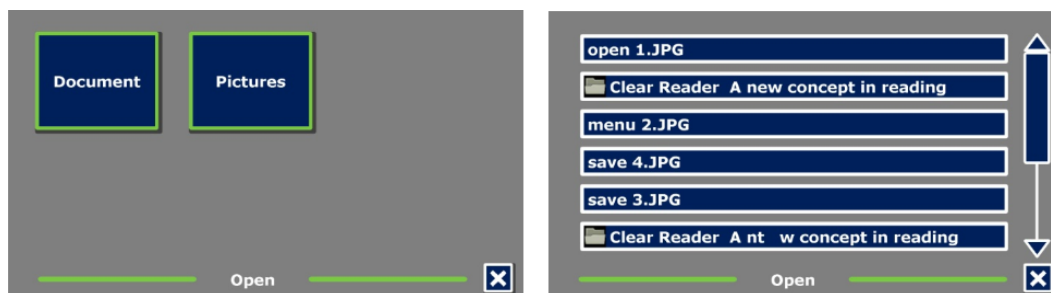 Document Pictures
Open
open 1.JPG
Clear Reader A new concept in reading
menu 2.JPG
save 4.JPG
save 3.JPG
Clear Reader A nt w concept in reading
Open